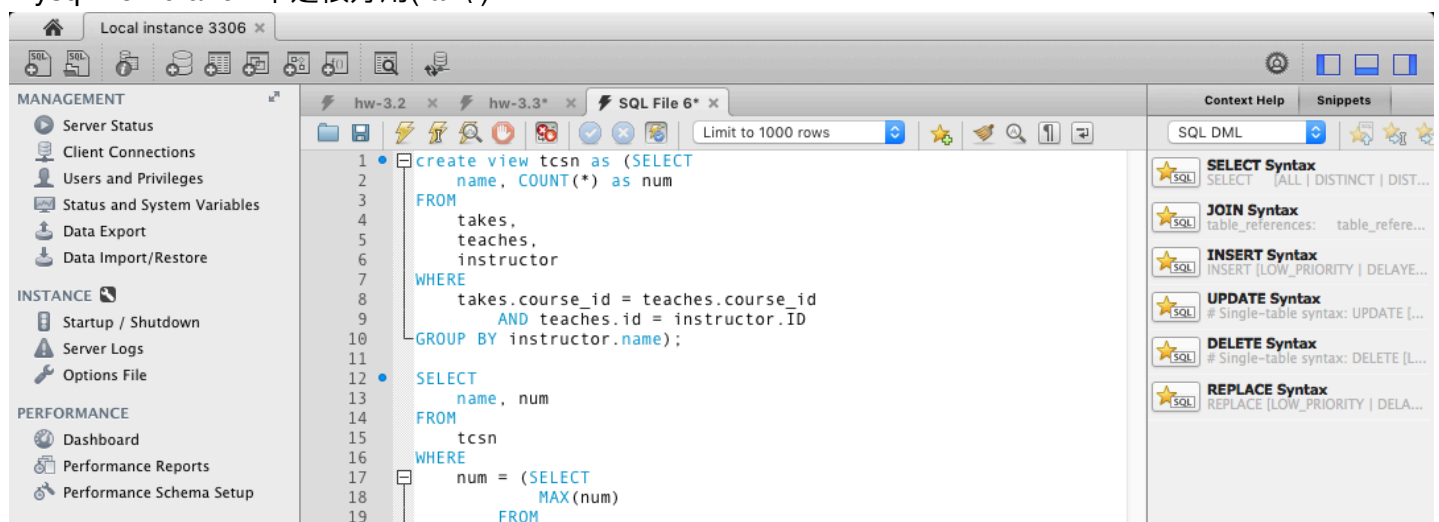 Local instance 3306
MANAGEMENT
Server Status
Client Connections
Users and Privileges
Status and System Variables
Data Export
Data Import/Restore
INSTANCE
Startup / Shutdown
Server Logs
Options File
PERFORMANCE
Dashboard
Performance Reports
Performance Schema Setup
hw-3.2 hw-3.3* SQL File 6*
Limit to 1000 rows
1 create view tcsn as (SELECT
2 name, COUNT(*) as num
3 FROM
4 takes,
5 teaches,
6 instructor
7 WHERE
8 takes.course_id = teaches.course_id
9 AND teaches.id = instructor.ID
10 GROUP BY instructor.name);
11
12 SELECT
13 name, num
14 FROM
15 tcsn
16 WHERE
17 num = (SELECT
18 MAX(num)
19 FROM
Context Help Snippets
SQL DML
SELECT Syntax
SELECT [ALL | DISTINCT | DIST...
JOIN Syntax
table_references: table_refere...
INSERT Syntax
INSERT [LOW_PRIORITY | DELAYE...
UPDATE Syntax
# Single-table syntax: UPDATE [...
DELETE Syntax
# Single-table syntax: DELETE [L...
REPLACE Syntax
REPLACE [LOW_PRIORITY | DELA...